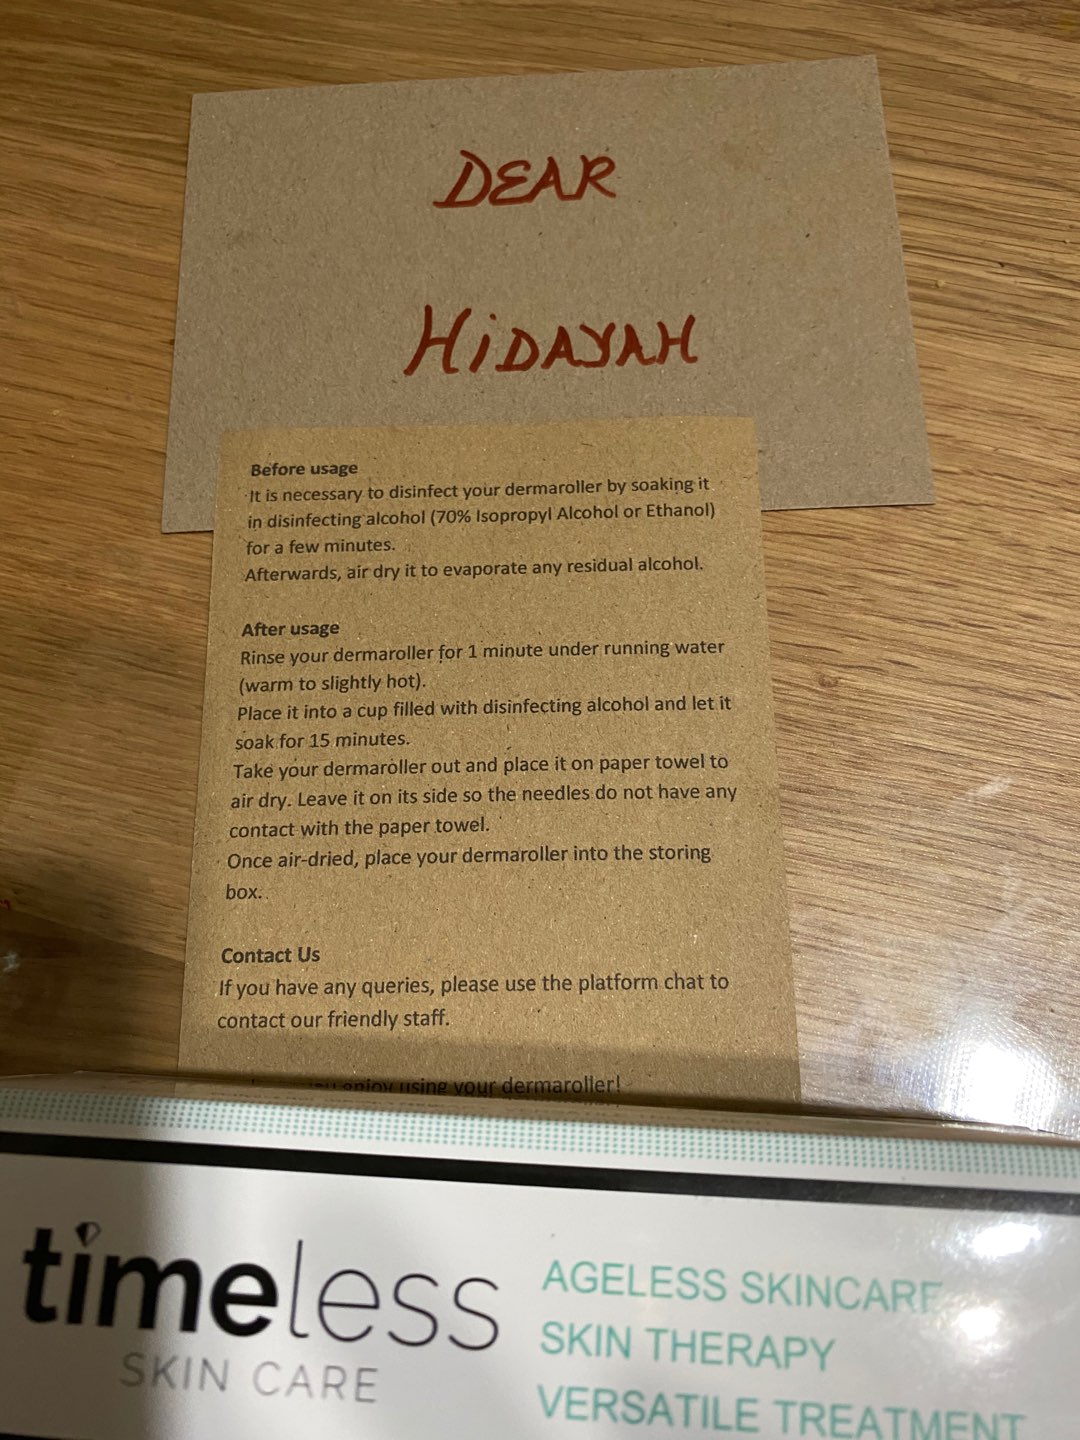 DEAR
HiDAYAH
Before usage
It is necessary to disinfect your dermaroller by soaking it
in disinfecting alcohol (70% Isopropyl Alcohol or Ethanol)
for a few minutes.
Afterwards, air dry it to evaporate any residual alcohol.
After usage
Rinse your dermaroller for 1 minute under running water
(warm to slightly hot).
Place it into a cup filled with disinfecting alcohol and let it
soak for 15 minutes.
Take your dermaroller out and place it on paper towel to
air dry. Leave it on its side so the needles do not have any
contact with the paper towel.
Once air-dried, place your dermaroller into the storing
box.
Contact Us
If you have any queries, please use the platform chat to
contact our friendly staff.
you enjoy using your dermaroller!
timeless
SKIN CARE
AGELESS SKINCARE
SKIN THERAPY
VERSATILE TREATMENT